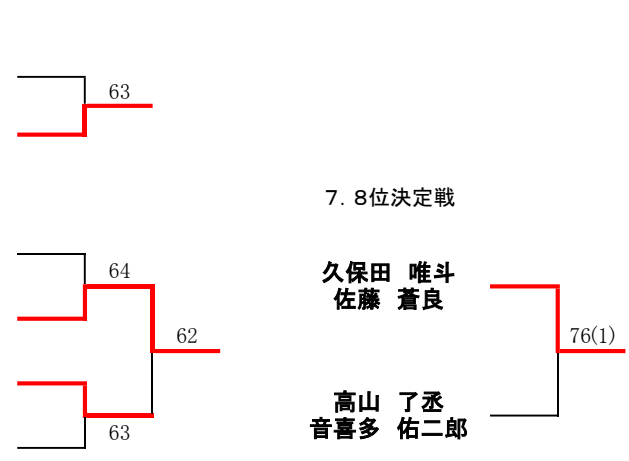 63
7．8位決定戦
64
久保田　唯斗
佐藤　蒼良
62
76(1)
高山　了丞
音喜多　佑二郎
63